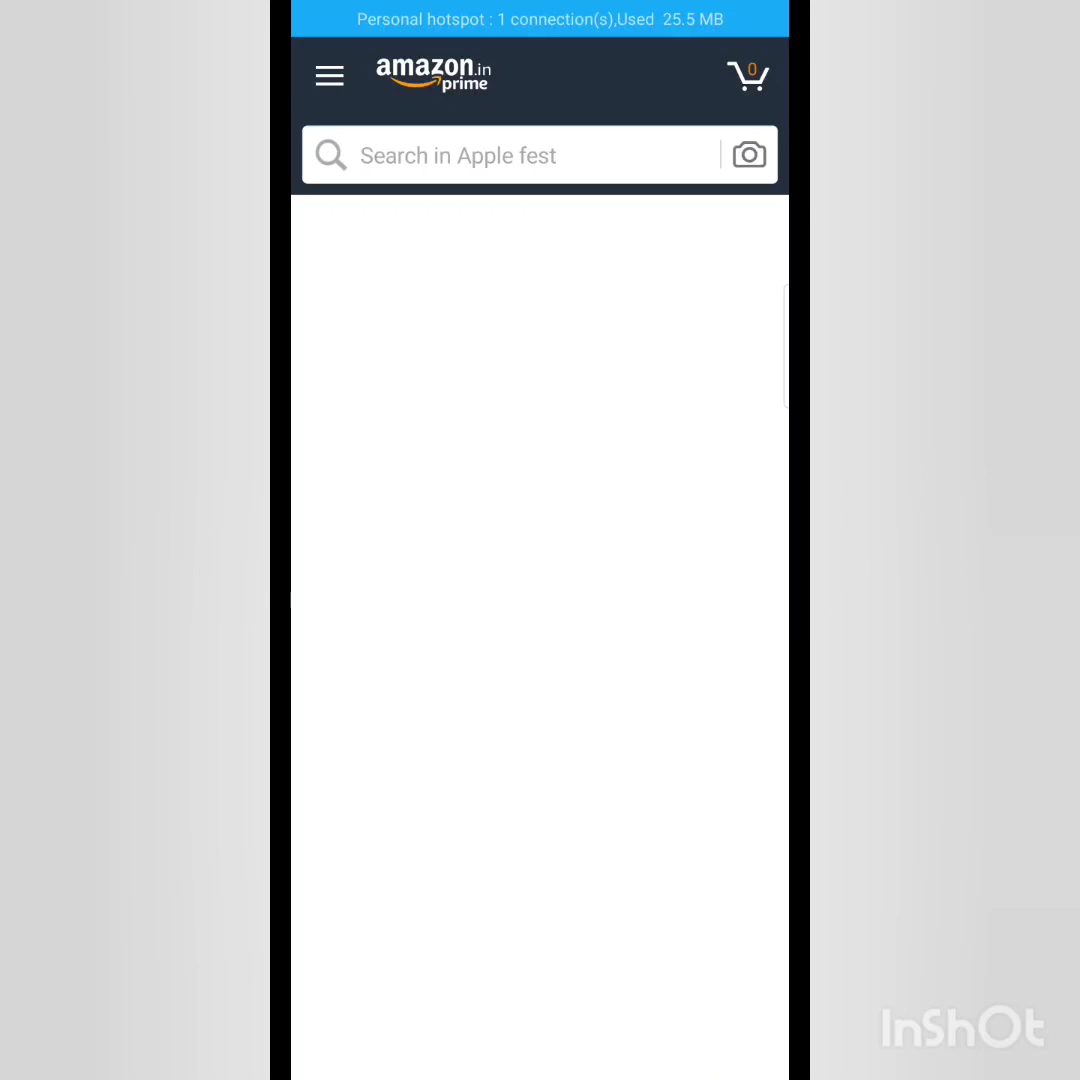 Personal hotspot : 1 connection(s),Used 25.5 MB
amazon.in
prime
0
Search in Apple fest
InShOt